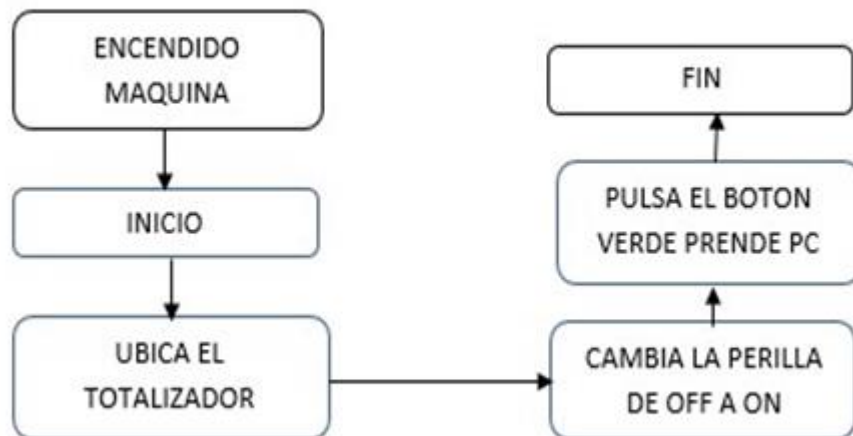 ENCENDIDO
MAQUINA
INICIO
UBICA EL
TOTALIZADOR
CAMBIA LA PERILLA
DE OFF A ON
PULSA EL BOTON
VERDE PRENDE PC
FIN